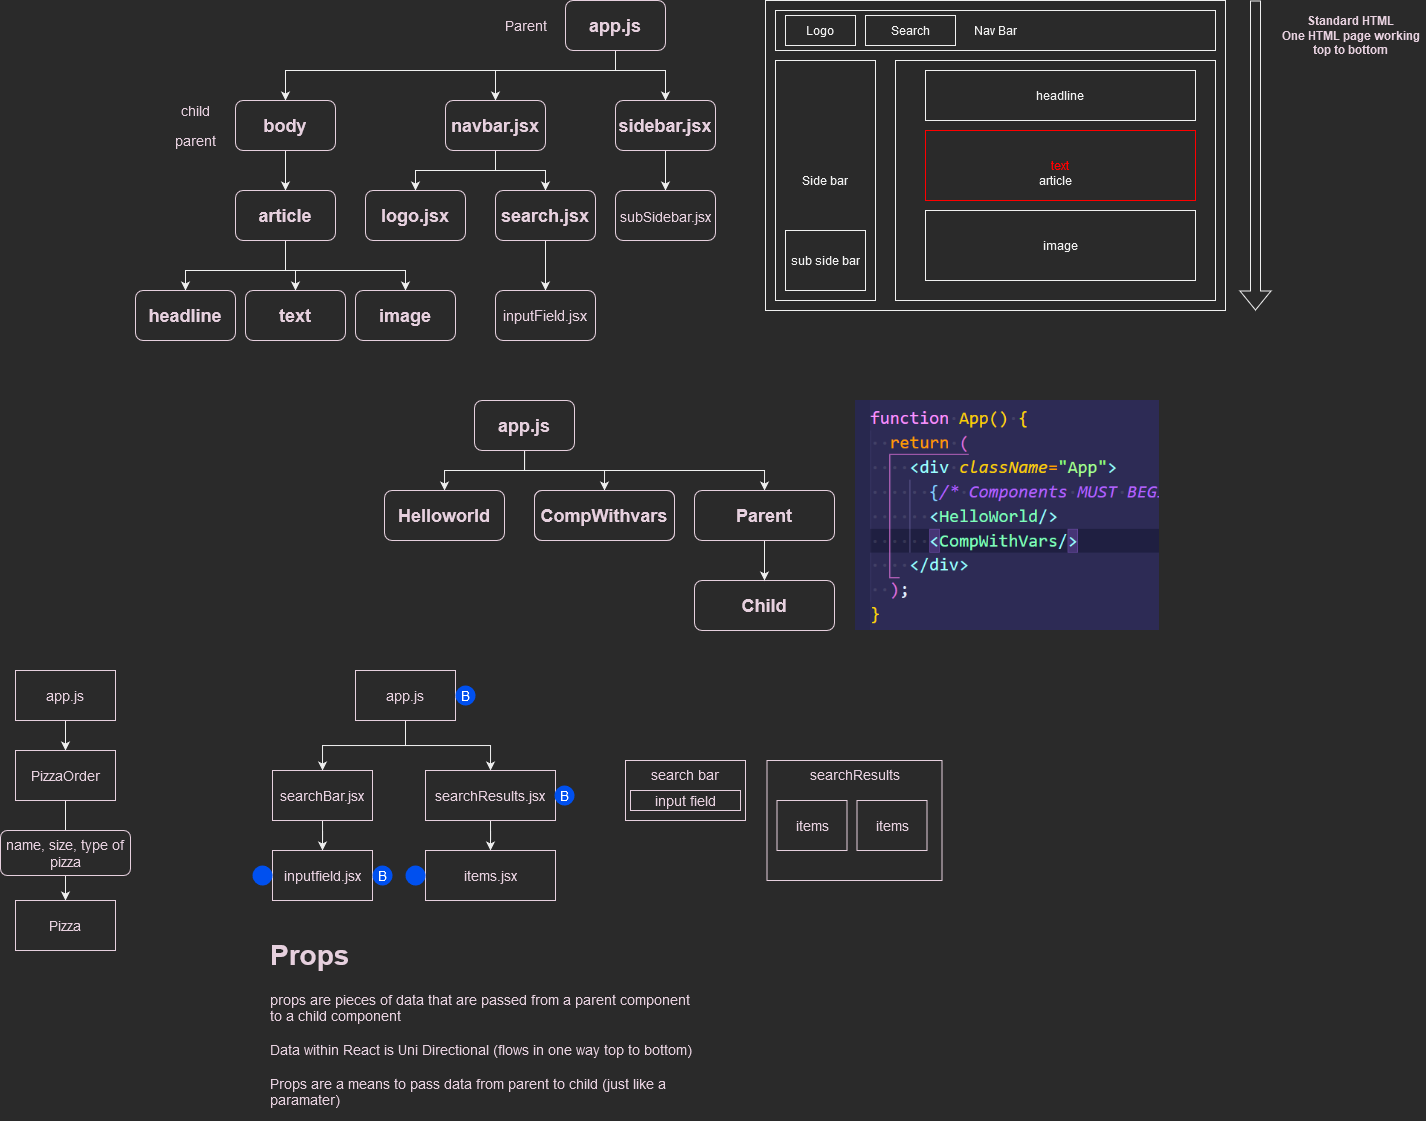 Parent
app.js
child
parent
body
navbar.jsx
sidebar.jsx
article
logo.jsx
search.jsx
subSidebar.jsx
headline
text
image
inputField.jsx
Logo
Search
Nav Bar
Side bar
sub side bar
headline
text
article
image
Standard HTML
One HTML page working
top to bottom
app.js
Helloworld
CompWithvars
Parent
Child
function App() {
return (
<div className="App">
{/* Components MUST BEG
<HelloWorld/>
<CompWithVars/>
</div>
);
}
app.js
PizzaOrder
name, size, type of
pizza
Pizza
app.js
B
searchBar.jsx
searchResults.jsx
B
inputfield.jsx
B
items.jsx
search bar
input field
searchResults
items
items
Props
props are pieces of data that are passed from a parent component
to a child component
Data within React is Uni Directional (flows in one way top to bottom)
Props are a means to pass data from parent to child (just like a
paramater)